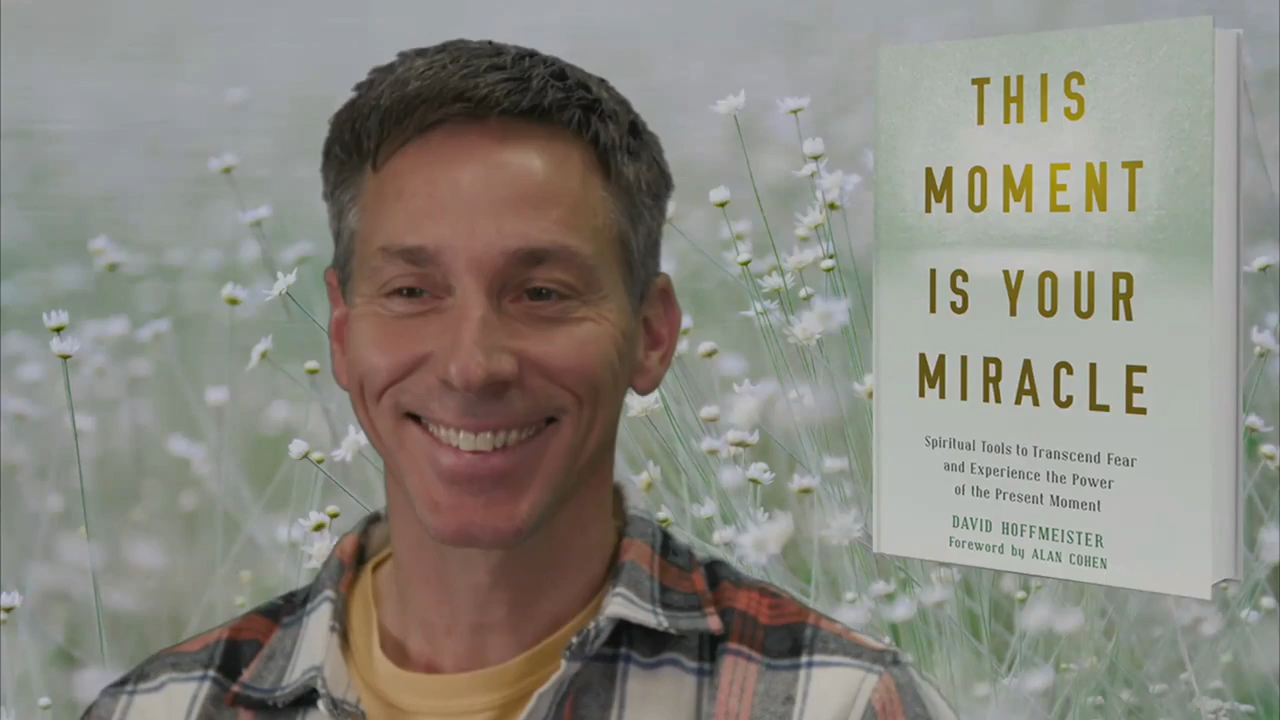 THIS
MOMENT
IS YOUR
MIRACLE
Spiritual Tools to Transcend Fear
and Experience the Power
of the Present Moment
DAVID HOFFMEISTER
Foreword by ALAN COHEN